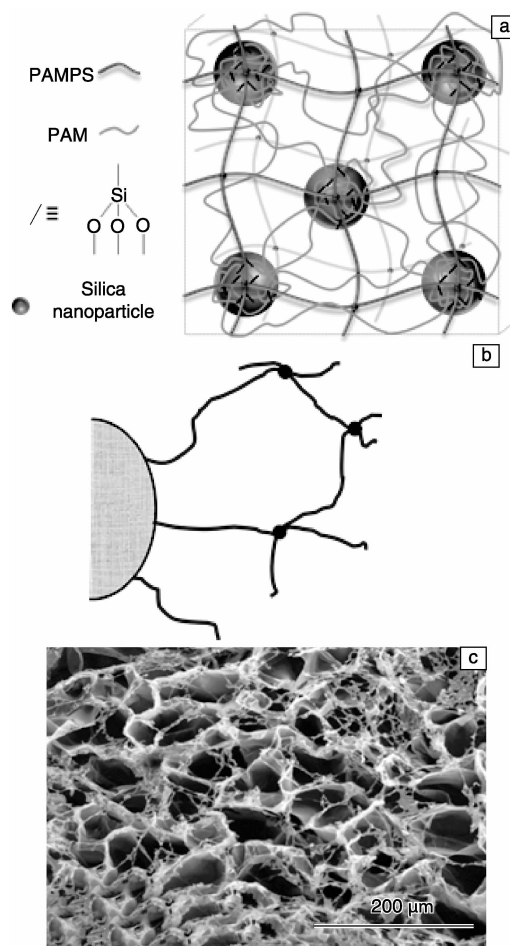 a
PAMPS
PAM
Si
O O O
Silica
nanoparticle
b
c
200 μm